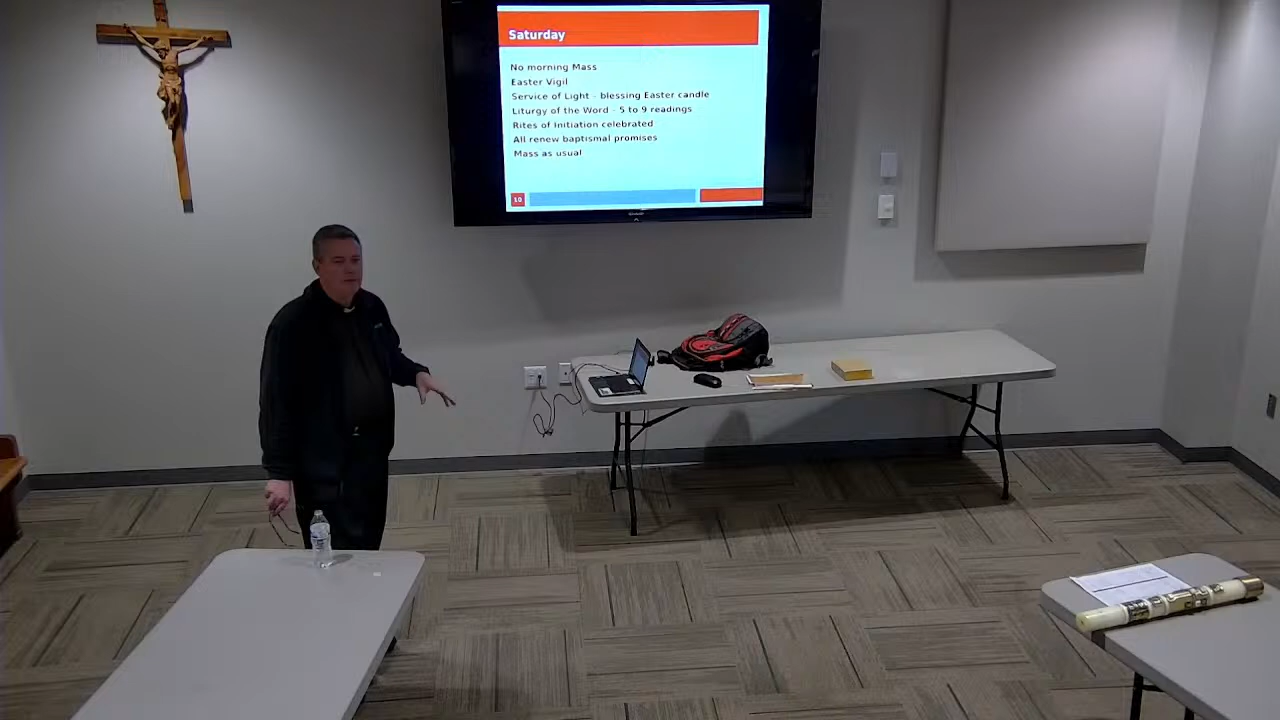 Saturday
No morning Mass
Easter Vigil
Service of Light - blessing Easter candle
Liturgy of the Word - 5 to 9 readings
Rites of Initiation celebrated
All renew baptismal promises
Mass as usual
10